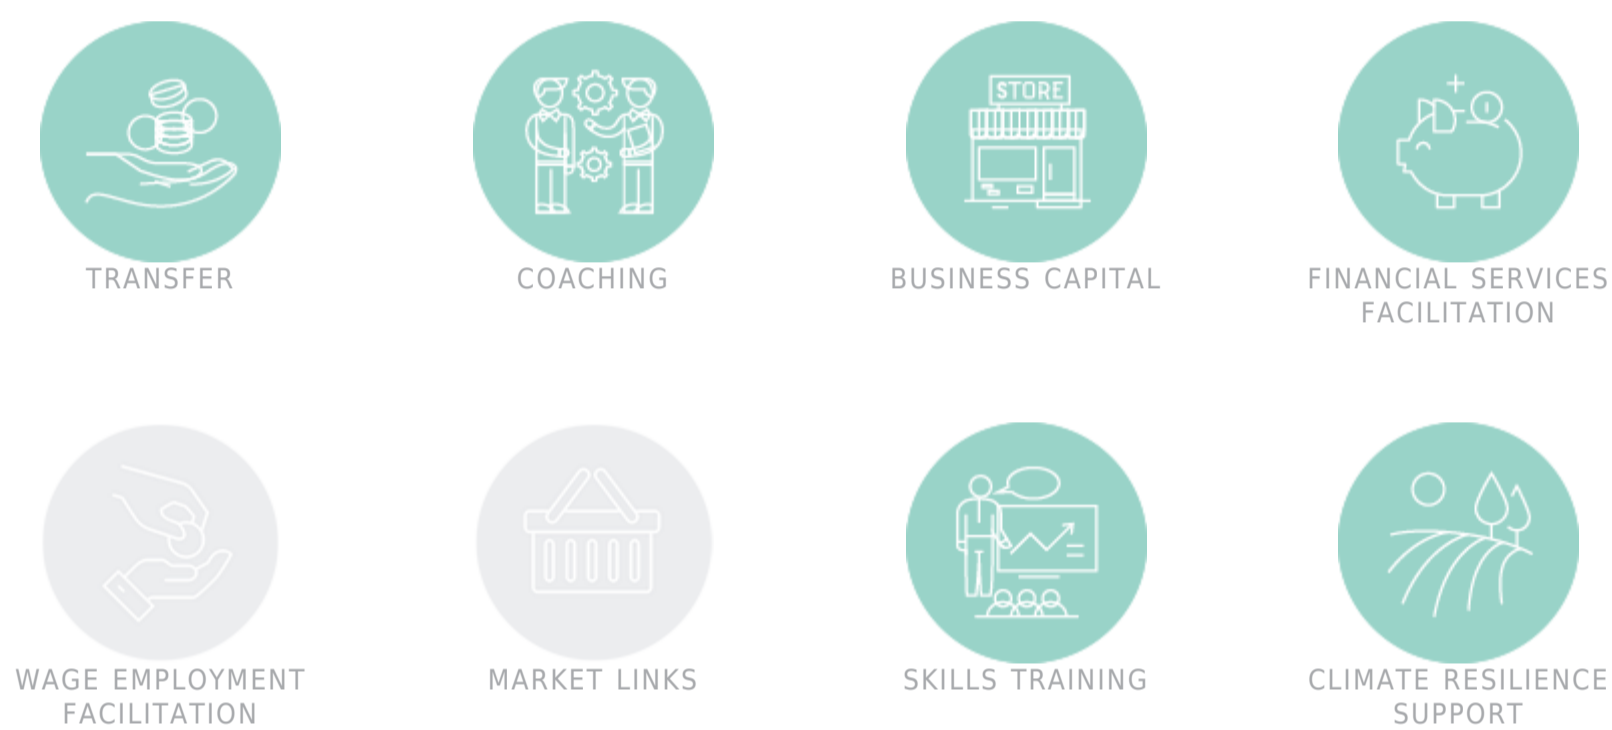 STORE
TRANSFER
COACHING
BUSINESS CAPITAL
FINANCIAL SERVICES
FACILITATION
WAGE EMPLOYMENT
FACILITATION
MARKET LINKS
SKILLS TRAINING
CLIMATE RESILIENCE
SUPPORT